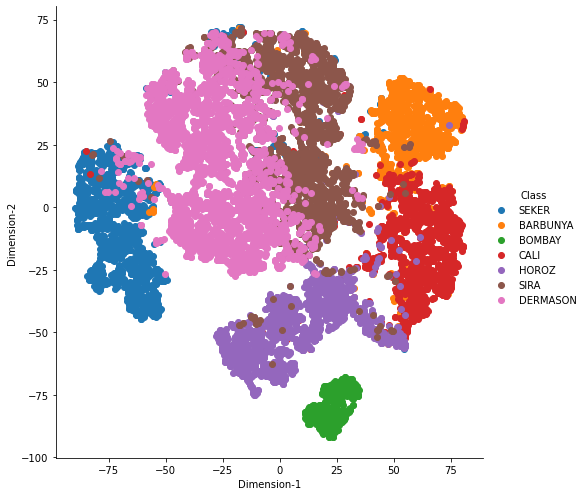 75
50
25
0
−25
−50
−75
−100
Dimension-2
−75
−50
−25
0
25
50
75
Dimension-1
Class
SEKER
BARBUNYA
BOMBAY
CALI
HOROZ
SIRA
DERMASON